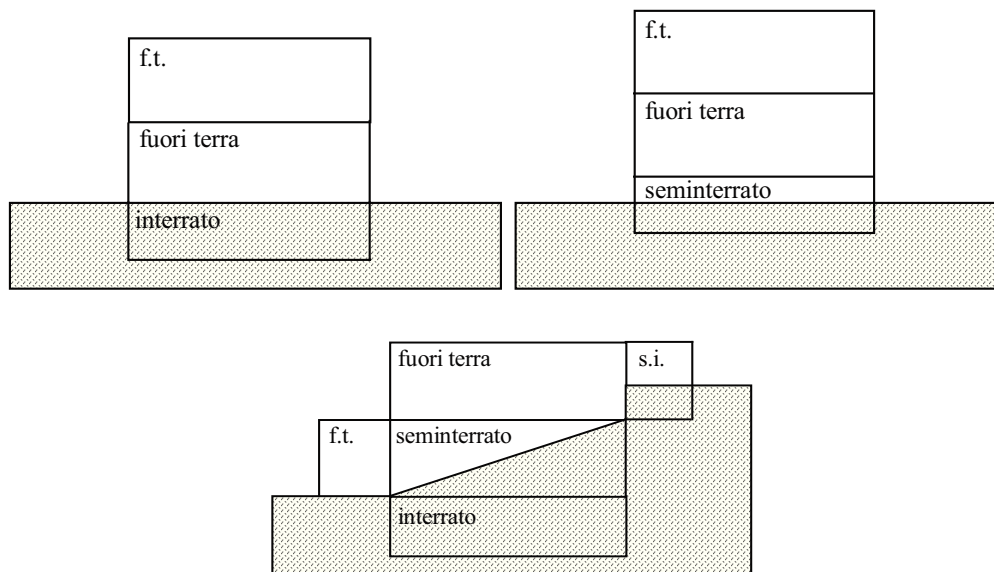 f.t.
fuori terra
interrato
f.t.
fuori terra
seminterrato
fuori terra
s.i.
f.t.
seminterrato
interrato